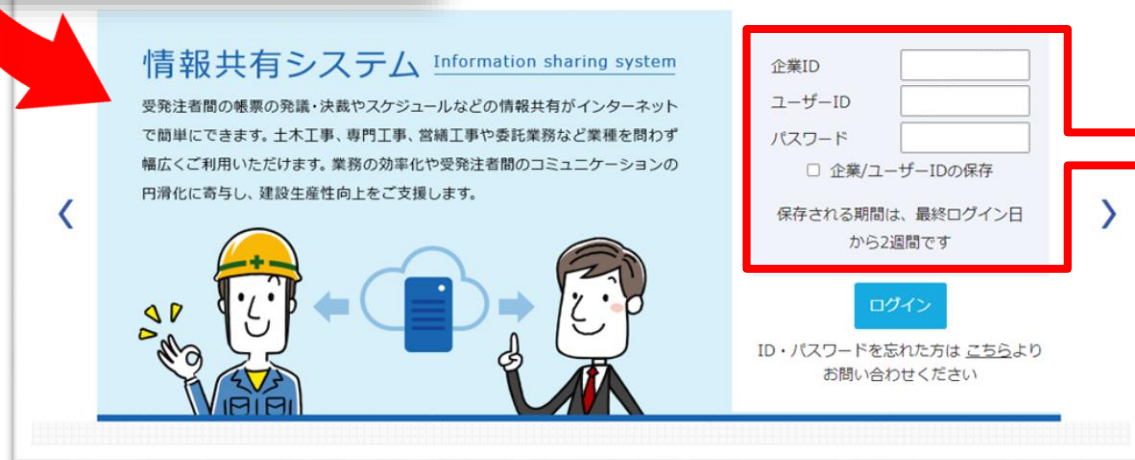 情報共有システム Information sharing system
受発注者間の帳票の発議・決裁やスケジュールなどの情報共有がインターネット
で簡単にできます。土木工事、専門工事、営繕工事や委託業務など業種を問わず
幅広くご利用いただけます。業務の効率化や受発注者間のコミュニケーションの
円滑化に寄与し、建設生産性向上をご支援します。
企業ID
ユーザーID
パスワード
企業/ユーザーIDの保存
保存される期間は、最終ログイン日
から2週間です
ログイン
ID・パスワードを忘れた方は こちらより
お問い合わせください